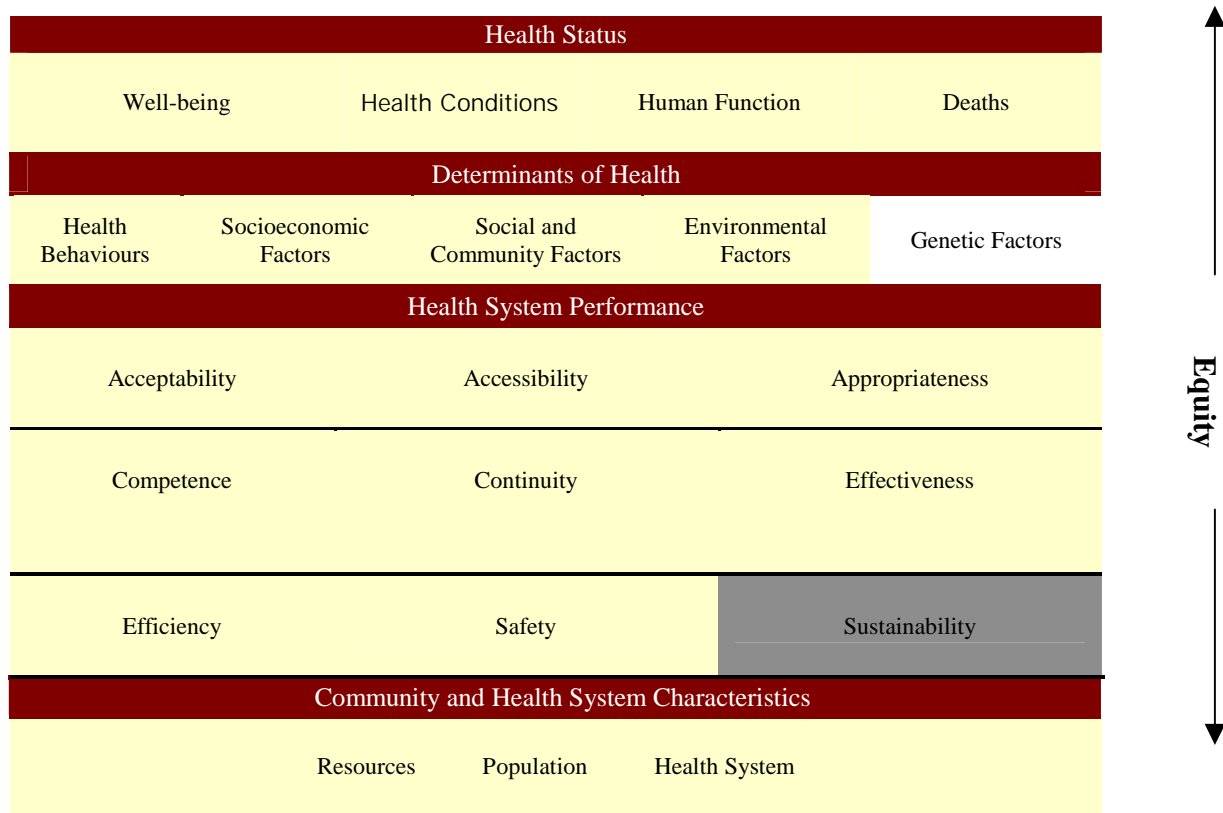 Health Status
Well-being Health Conditions Human Function Deaths
Determinants of Health
Health
Behaviours
Socioeconomic
Factors
Social and
Community Factors
Environmental
Factors
Genetic Factors
Health System Performance
Acceptability Accessibility Appropriateness
Competence Continuity Effectiveness
Efficiency Safety Sustainability
Community and Health System Characteristics
Resources Population Health System
Equity